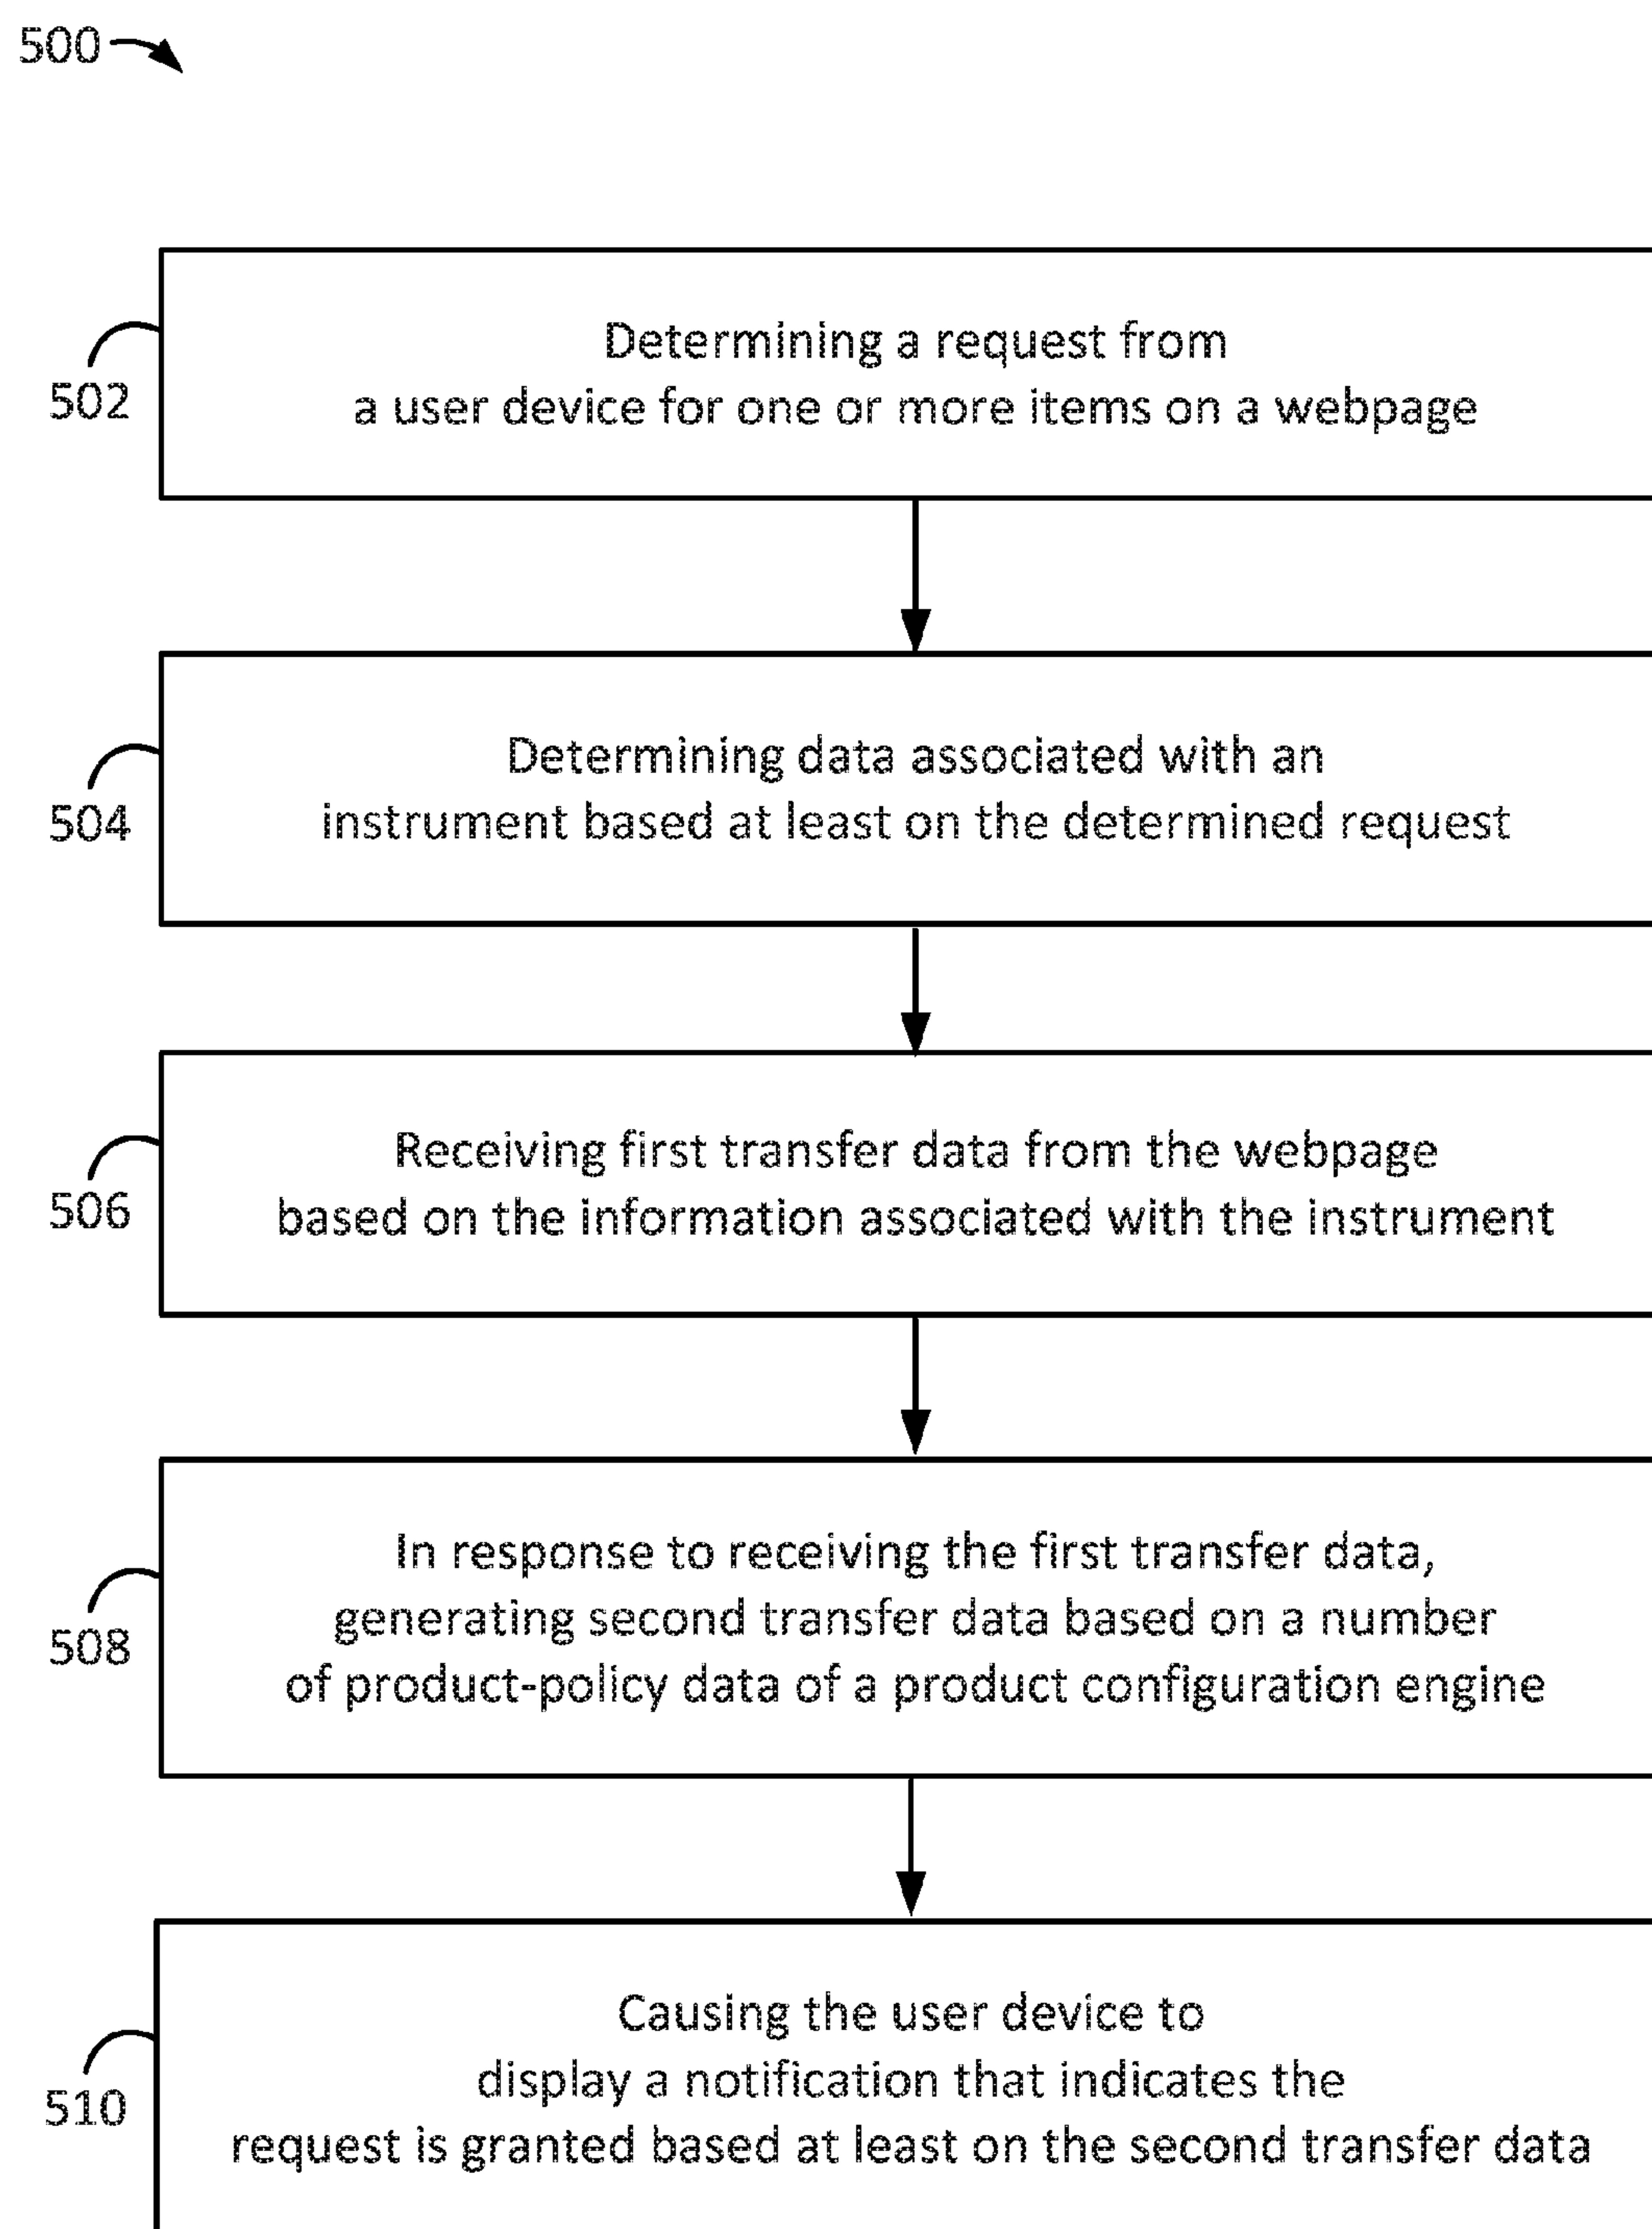 500
Determining a request from
a user device for one or more items on a webpage
502
Determining data associated with an
instrument based at least on the determined request
504
Receiving first transfer data from the webpage
based on the information associated with the instrument
506
In response to receiving the first transfer data,
generating second transfer data based on a number
of product-policy data of a product configuration engine
508
Causing the user device to
display a notification that indicates the
request is granted based at least on the second transfer data
510